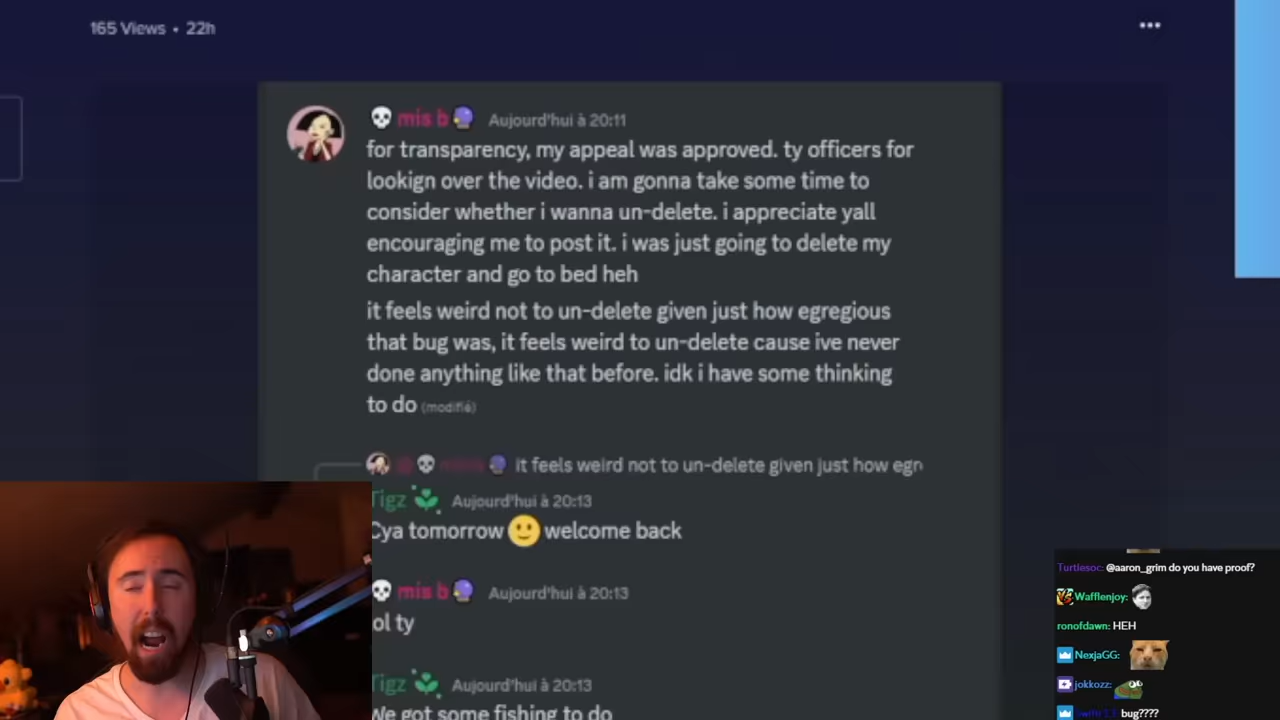 165 Views • 22h
mis b Aujourd'hui à 20:11
for transparency, my appeal was approved. ty officers for
lookign over the video. i am gonna take some time to
consider whether i wanna un-delete. i appreciate yall
encouraging me to post it. i was just going to delete my
character and go to bed heh
it feels weird not to un-delete given just how egregious
that bug was, it feels weird to un-delete cause ive never
done anything like that before. idk i have some thinking
to do (modifié)
it feels weird not to un-delete given just how egr
Tigz Aujourd'hui à 20:13
Cya tomorrow welcome back
mis b Aujourd'hui à 20:13
ol ty
Tigz Aujourd'hui à 20:13
We got some fishing to do
Turtlesoc: @aaron_grim do you have proof?
Wafflenjoy:
ronofdawn: HEH
NexjaGG:
jokkozz:
bug????